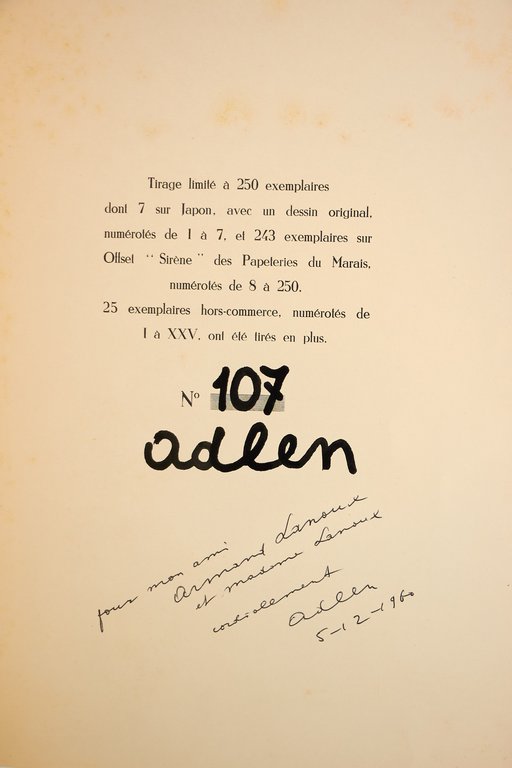 Tirage limité à 250 exemplaires
dont 7 sur Japon, avec un dessin original,
numérotés de 1 à 7, et 243 exemplaires sur
Offset " Sirène " des Papeteries du Marais,
numérotés de 8 à 250.
25 exemplaires hors-commerce, numérotés de
I à XXV, ont été tirés en plus.
Nº 107
adlen
pour mon ami
Armand Lanoux
et madame Lanoux
cordialement
adlen
5-12-1960